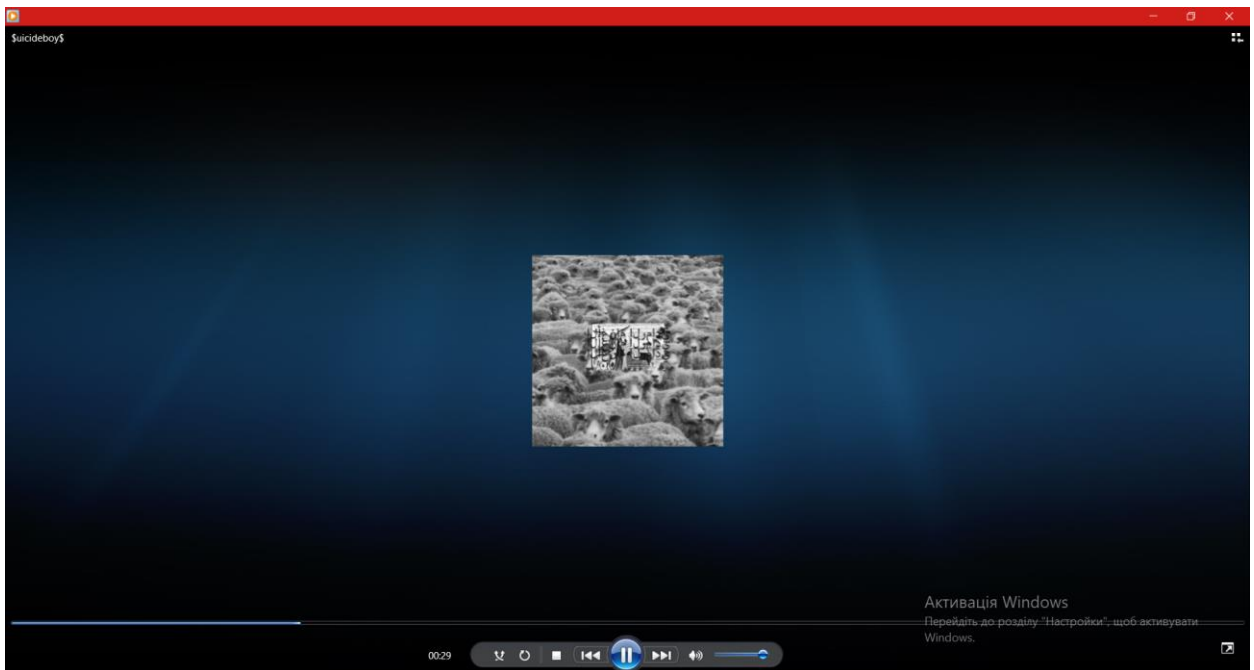 $uicideboy$
Активація Windows
Перейдіть до розділу "Настройки", щоб активувати
Windows.
00:29